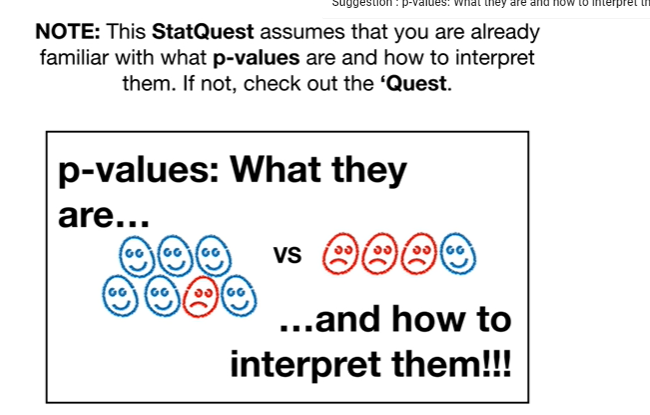 Suggestion : p-values: What they are and how to interpret th
NOTE: This StatQuest assumes that you are already
familiar with what p-values are and how to interpret
them. If not, check out the ‘Quest.
p-values: What they
are...
vs
...and how to
interpret them!!!